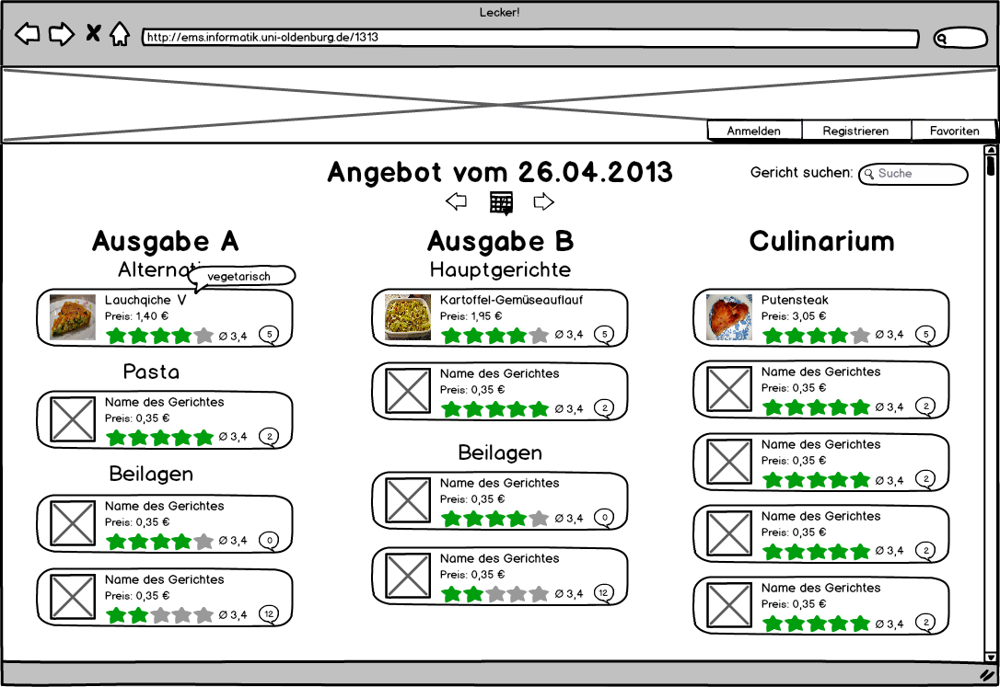 Lecker!
http://ems.informatik.uni-oldenburg.de/1313
Anmelden
Registrieren
Favoriten
Angebot vom 26.04.2013
Gericht suchen:
Suche
Ausgabe A
Alternati
vegetarisch
Lauchqiche V
Preis: 1,40 €
Ø 3,4
5
Pasta
Name des Gerichtes
Preis: 0,35 €
Ø 3,4
2
Beilagen
Name des Gerichtes
Preis: 0,35 €
Ø 3,4
0
Name des Gerichtes
Preis: 0,35 €
Ø 3,4
12
Ausgabe B
Hauptgerichte
Kartoffel-Gemüseauflauf
Preis: 1,95 €
Ø 3,4
5
Name des Gerichtes
Preis: 0,35 €
Ø 3,4
2
Beilagen
Name des Gerichtes
Preis: 0,35 €
Ø 3,4
0
Name des Gerichtes
Preis: 0,35 €
Ø 3,4
12
Culinarium
Putensteak
Preis: 3,05 €
Ø 3,4
5
Name des Gerichtes
Preis: 0,35 €
Ø 3,4
2
Name des Gerichtes
Preis: 0,35 €
Ø 3,4
2
Name des Gerichtes
Preis: 0,35 €
Ø 3,4
2
Name des Gerichtes
Preis: 0,35 €
Ø 3,4
2